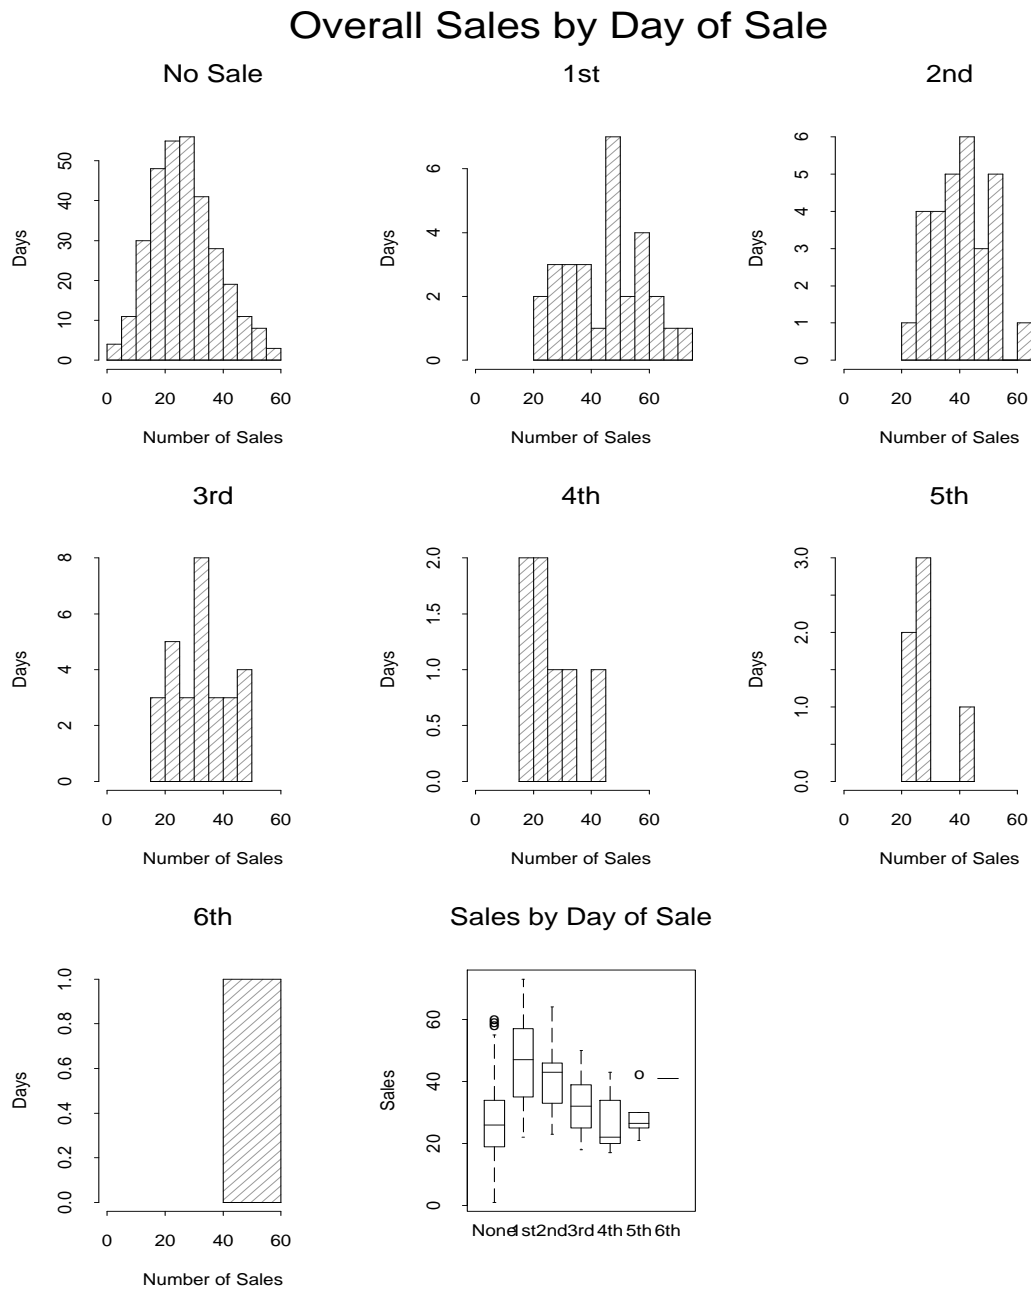 Overall Sales by Day of Sale
No Sale
1st
2nd
Days
0 10 20 30 40 50
0 20 40 60
Number of Sales
Days
0 2 4 6
0 20 40 60
Number of Sales
Days
0 1 2 3 4 5 6
0 20 40 60
Number of Sales
3rd
4th
5th
Days
0 2 4 6 8
0 20 40 60
Number of Sales
Days
0.0 0.5 1.0 1.5 2.0
0 20 40 60
Number of Sales
Days
0.0 1.0 2.0 3.0
0 20 40 60
Number of Sales
6th
Sales by Day of Sale
Days
0.0 0.2 0.4 0.6 0.8 1.0
0 20 40 60
Number of Sales
Sales
0 20 40 60
None 1st 2nd 3rd 4th 5th 6th